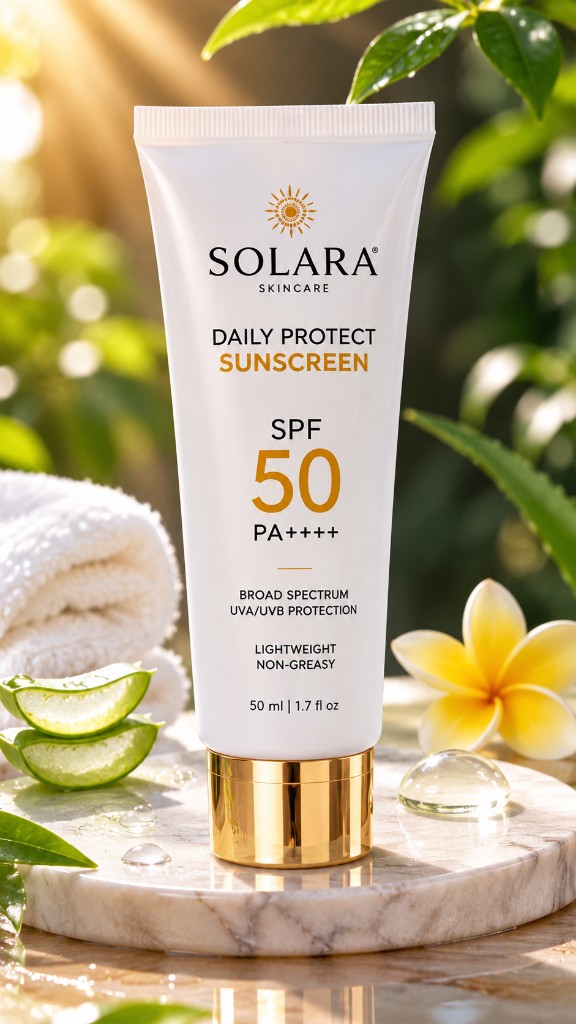 SOLARA®
SKINCARE
DAILY PROTECT
SUNSCREEN
SPF
50
PA++++
BROAD SPECTRUM
UVA/UVB PROTECTION
LIGHTWEIGHT
NON-GREASY
50 ml | 1.7 fl oz